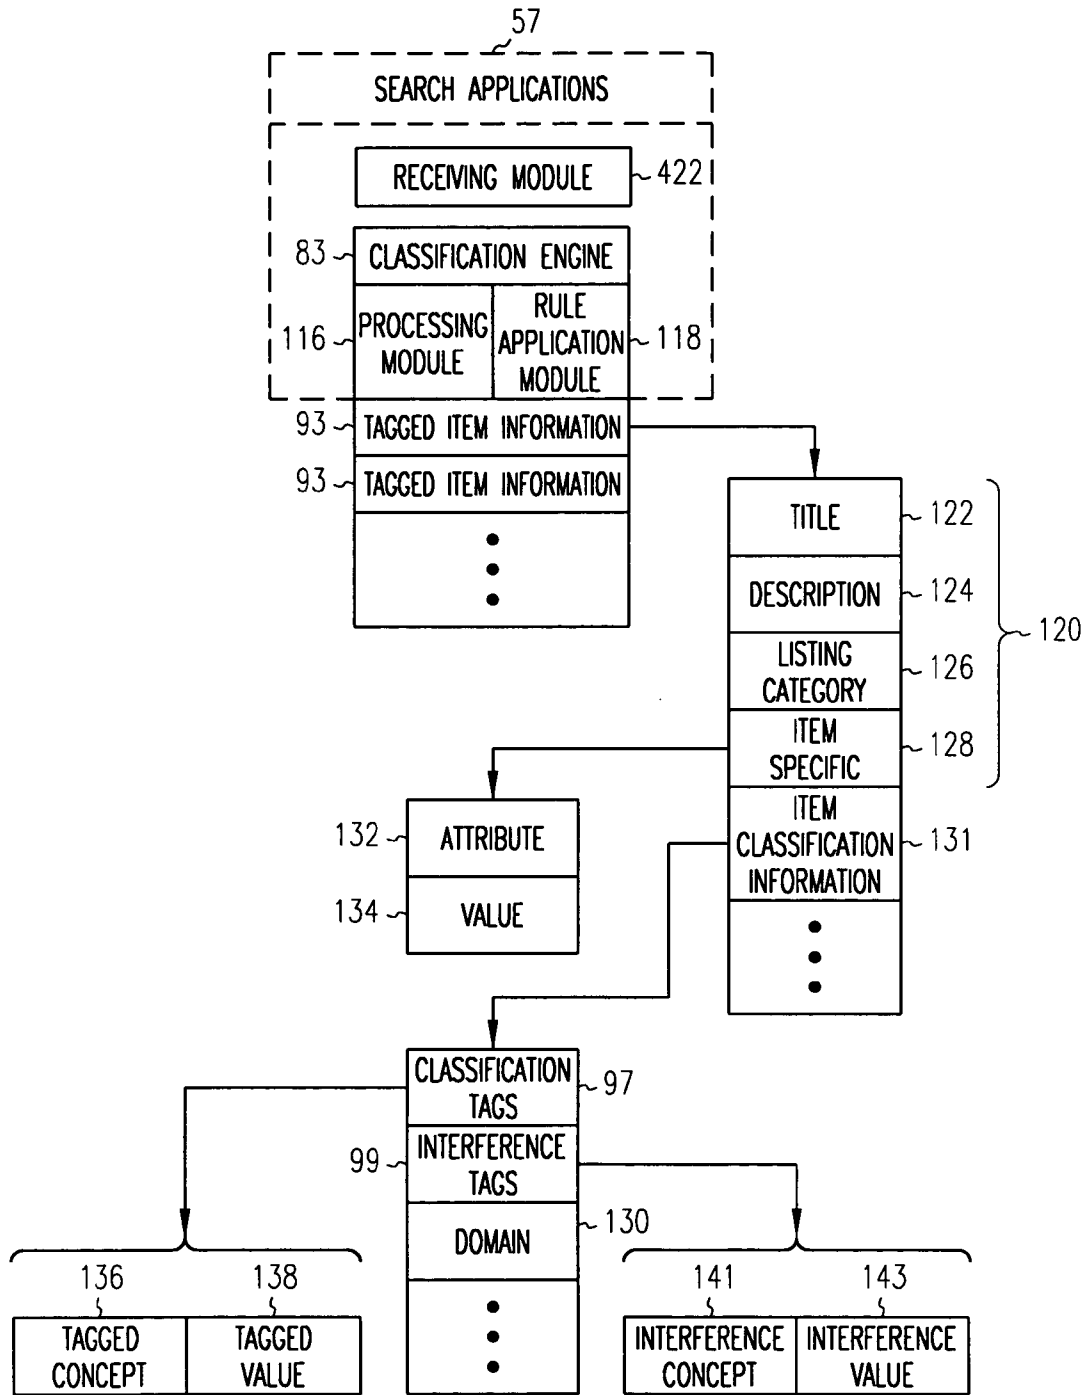 57
SEARCH APPLICATIONS
RECEIVING MODULE
422
83
CLASSIFICATION ENGINE
116
PROCESSING
MODULE
RULE
APPLICATION
MODULE
118
93
TAGGED ITEM INFORMATION
93
TAGGED ITEM INFORMATION
TITLE
122
DESCRIPTION
124
LISTING
CATEGORY
126
ITEM
SPECIFIC
128
120
ITEM
CLASSIFICATION
INFORMATION
131
132
ATTRIBUTE
134
VALUE
CLASSIFICATION
TAGS
97
99
INTERFERENCE
TAGS
DOMAIN
130
136
138
TAGGED
CONCEPT
TAGGED
VALUE
141
143
INTERFERENCE
CONCEPT
INTERFERENCE
VALUE